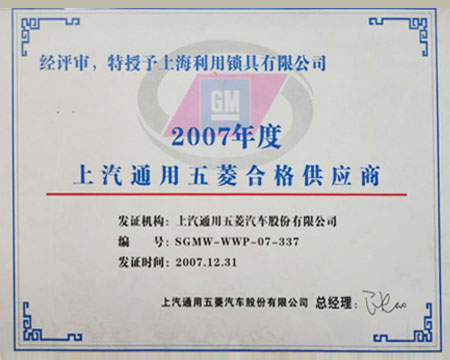 经评审，特授予上海利用锁具有限公司
GM
2007年度
上汽通用五菱合格供应商
发证机构：上汽通用五菱汽车股份有限公司
编 号：SGMW-WWP-07-337
发证时间：2007.12.31
上汽通用五菱汽车股份有限公司 总经理：